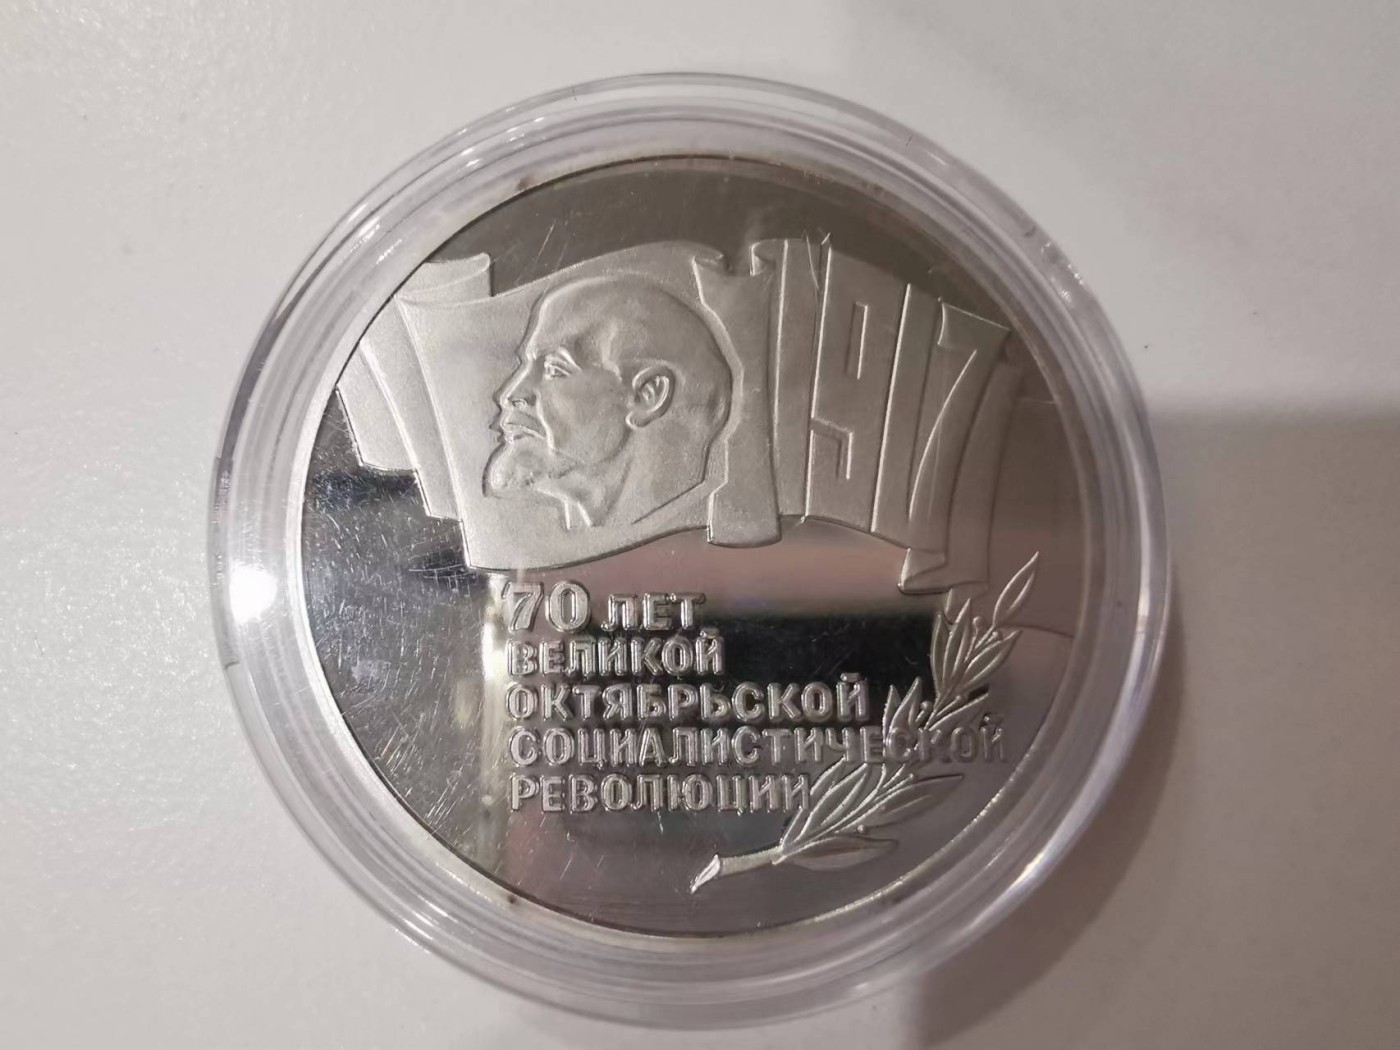 1917
70 ЛЕТ
ВЕЛИКОЙ
ОКТЯБРЬСКОЙ
СОЦИАЛИСТИЧЕСКОЙ
РЕВОЛЮЦИИ